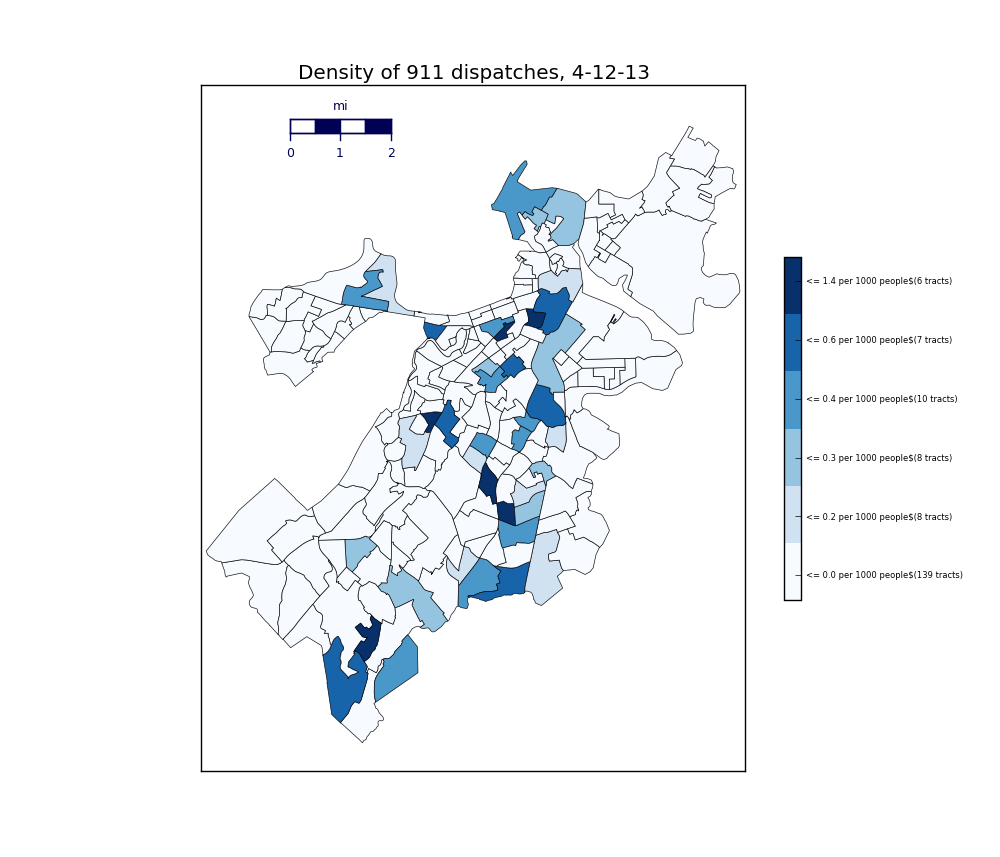 Density of 911 dispatches, 4-12-13
mi
0 1 2
<= 1.4 per 1000 people$(6 tracts)
<= 0.6 per 1000 people$(7 tracts)
<= 0.4 per 1000 people$(10 tracts)
<= 0.3 per 1000 people$(8 tracts)
<= 0.2 per 1000 people$(8 tracts)
<= 0.0 per 1000 people$(139 tracts)